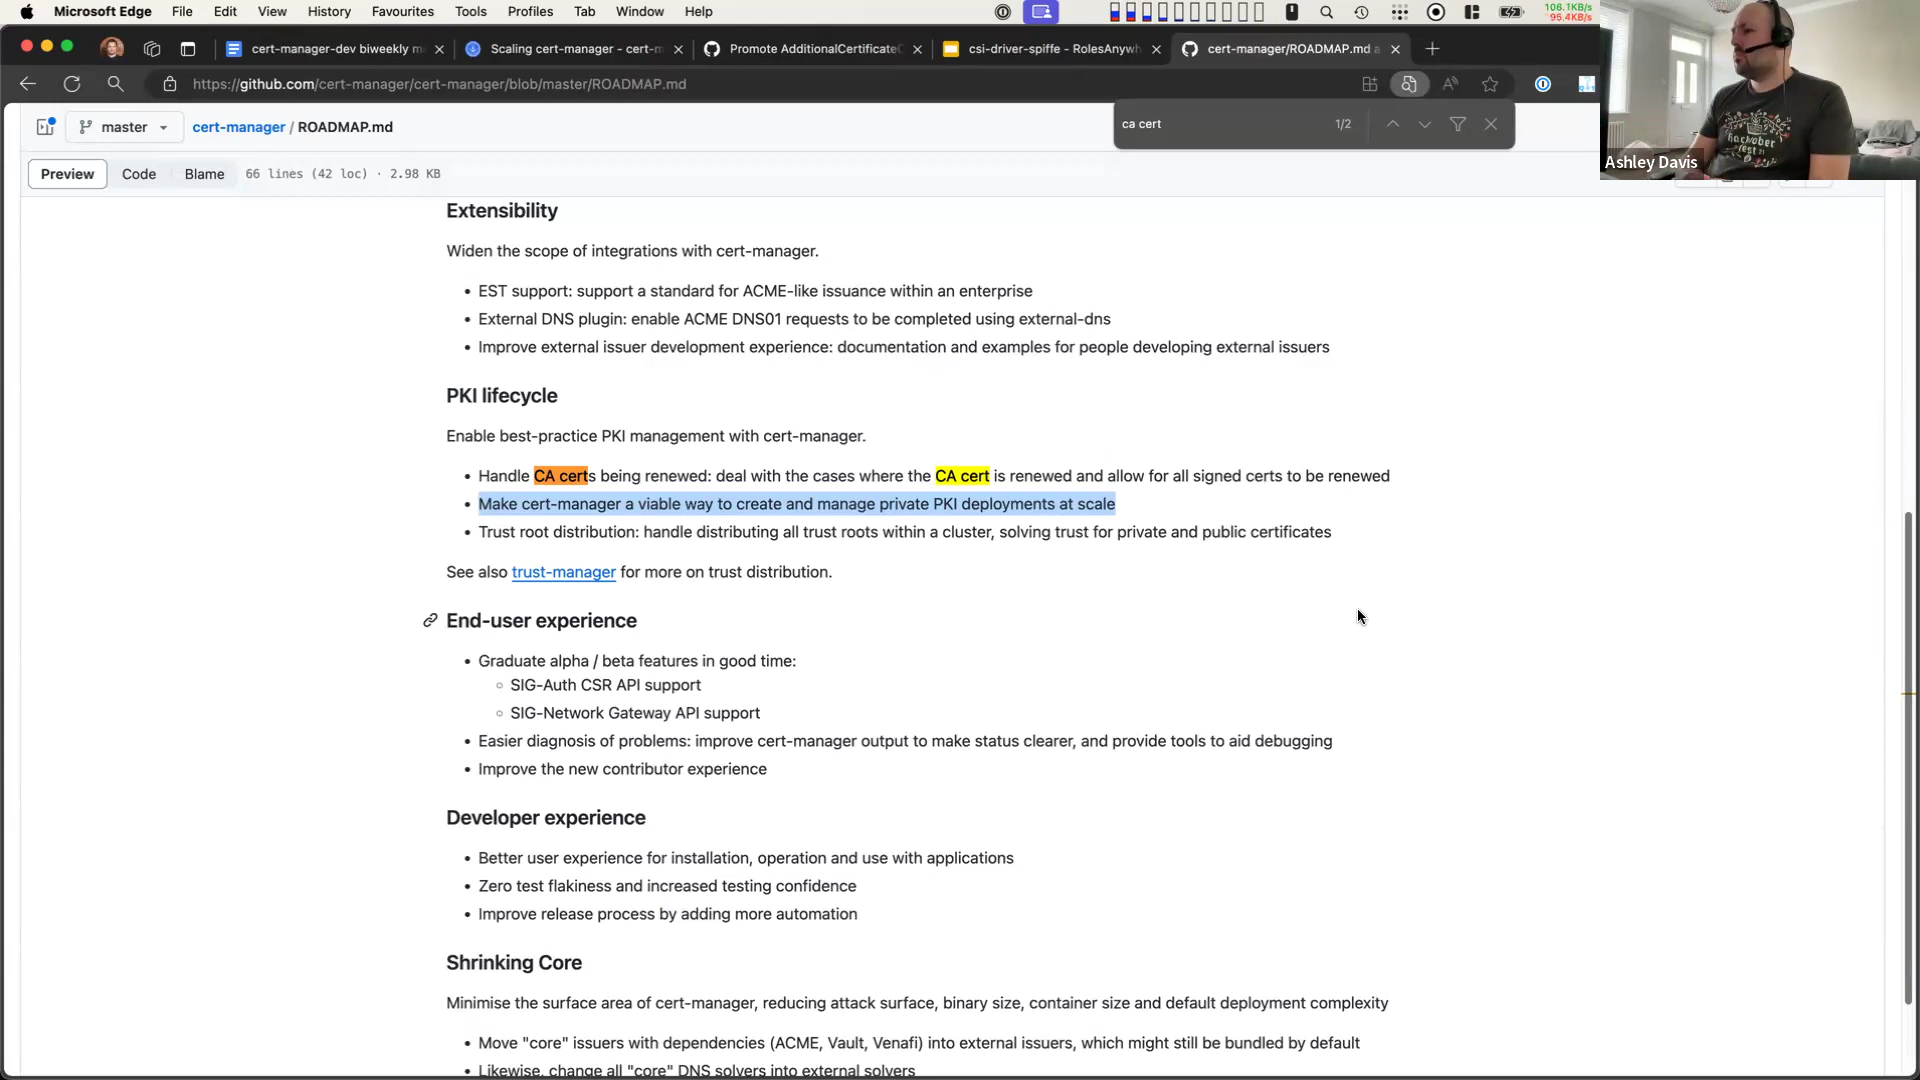 Microsoft Edge File Edit View History Favourites Tools Profiles Tab Window Help
106.1KB/s
95.4KB/s
cert-manager-dev biweekly m
Scaling cert-manager - cert-m
Promote AdditionalCertificateO
csi-driver-spiffe - RolesAnywh
cert-manager/ROADMAP.md a
https://github.com/cert-manager/cert-manager/blob/master/ROADMAP.md
master cert-manager / ROADMAP.md
ca cert 1/2
Ashley Davis
Preview Code Blame 66 lines (42 loc) · 2.98 KB
Extensibility
Widen the scope of integrations with cert-manager.
• EST support: support a standard for ACME-like issuance within an enterprise
• External DNS plugin: enable ACME DNS01 requests to be completed using external-dns
• Improve external issuer development experience: documentation and examples for people developing external issuers
PKI lifecycle
Enable best-practice PKI management with cert-manager.
• Handle CA certs being renewed: deal with the cases where the CA cert is renewed and allow for all signed certs to be renewed
• Make cert-manager a viable way to create and manage private PKI deployments at scale
• Trust root distribution: handle distributing all trust roots within a cluster, solving trust for private and public certificates
See also trust-manager for more on trust distribution.
End-user experience
• Graduate alpha / beta features in good time:
◦ SIG-Auth CSR API support
◦ SIG-Network Gateway API support
• Easier diagnosis of problems: improve cert-manager output to make status clearer, and provide tools to aid debugging
• Improve the new contributor experience
Developer experience
• Better user experience for installation, operation and use with applications
• Zero test flakiness and increased testing confidence
• Improve release process by adding more automation
Shrinking Core
Minimise the surface area of cert-manager, reducing attack surface, binary size, container size and default deployment complexity
• Move "core" issuers with dependencies (ACME, Vault, Venafi) into external issuers, which might still be bundled by default
• Likewise, change all "core" DNS solvers into external solvers